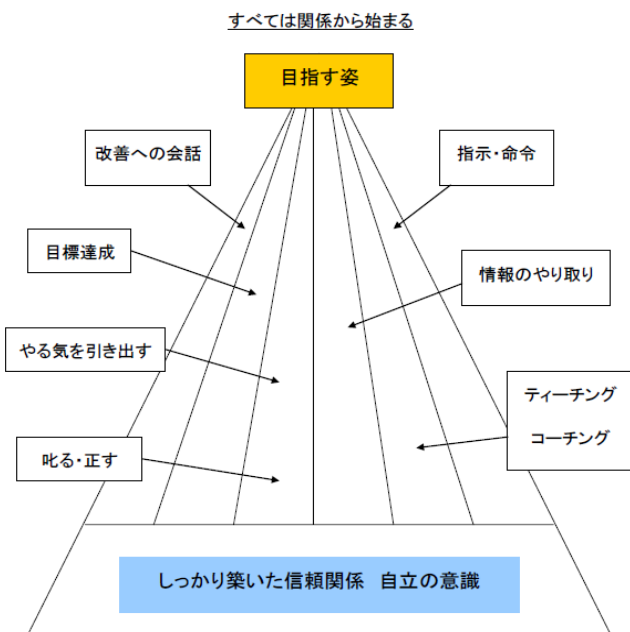 すべては関係から始まる
目指す姿
改善への会話
指示・命令
目標達成
情報のやり取り
やる気を引き出す
ティーチング
コーチング
叱る・正す
しっかり築いた信頼関係 自立の意識